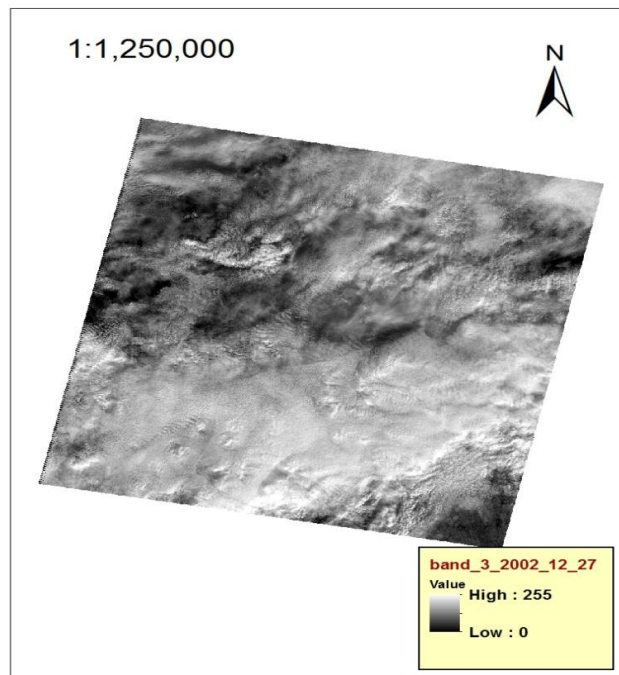 1:1,250,000
N
band_3_2002_12_27
Value
High : 255
Low : 0